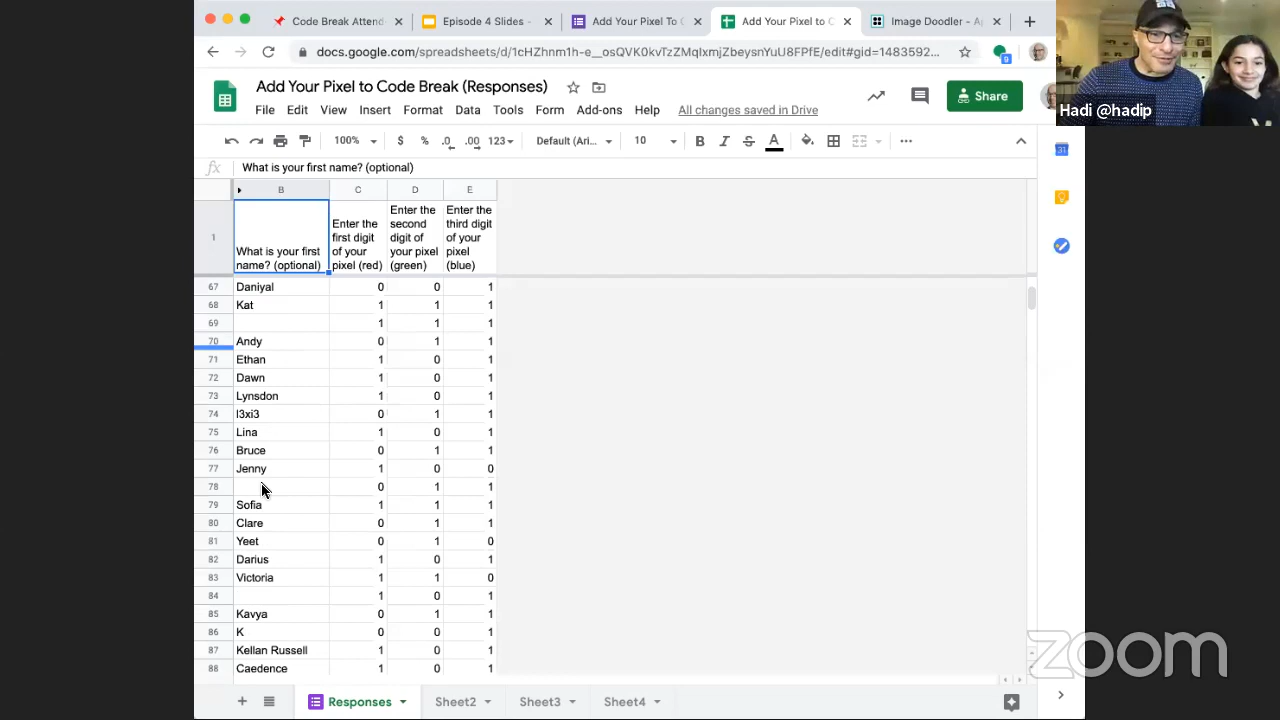 Code Break Attend
Episode 4 Slides -
Add Your Pixel To C
Add Your Pixel to C
Image Doodler - Ap
docs.google.com/spreadsheets/d/1cHZhnm1h-e__osQVK0kvTzZMqIxmjZbeysnYuU8FPfE/edit#gid=1483592...
9
Hadi @hadip
Add Your Pixel to Code Break (Responses)
File Edit View Insert Format Tools Form Add-ons Help All changes saved in Drive
Share
100% $ % .0 .00 123 Default (Ari... 10 B I S A
31
fx What is your first name? (optional)
B C D E
1
What is your first
name? (optional)
Enter the
first digit
of your
pixel (red)
Enter the
second
digit of
your pixel
(green)
Enter the
third digit
of your
pixel
(blue)
67 Daniyal 0 0 1
68 Kat 1 1 1
69 1 1 1
70 Andy 0 1 1
71 Ethan 1 0 1
72 Dawn 1 0 1
73 Lynsdon 1 0 1
74 l3xi3 0 1 1
75 Lina 1 0 1
76 Bruce 0 1 1
77 Jenny 1 0 0
78 0 1 1
79 Sofia 1 1 1
80 Clare 0 1 1
81 Yeet 0 1 0
82 Darius 1 0 1
83 Victoria 1 1 0
84 1 0 1
85 Kavya 0 1 1
86 K 0 0 1
87 Kellan Russell 1 0 1
88 Caedence 1 0 1
zoom
Responses Sheet2 Sheet3 Sheet4